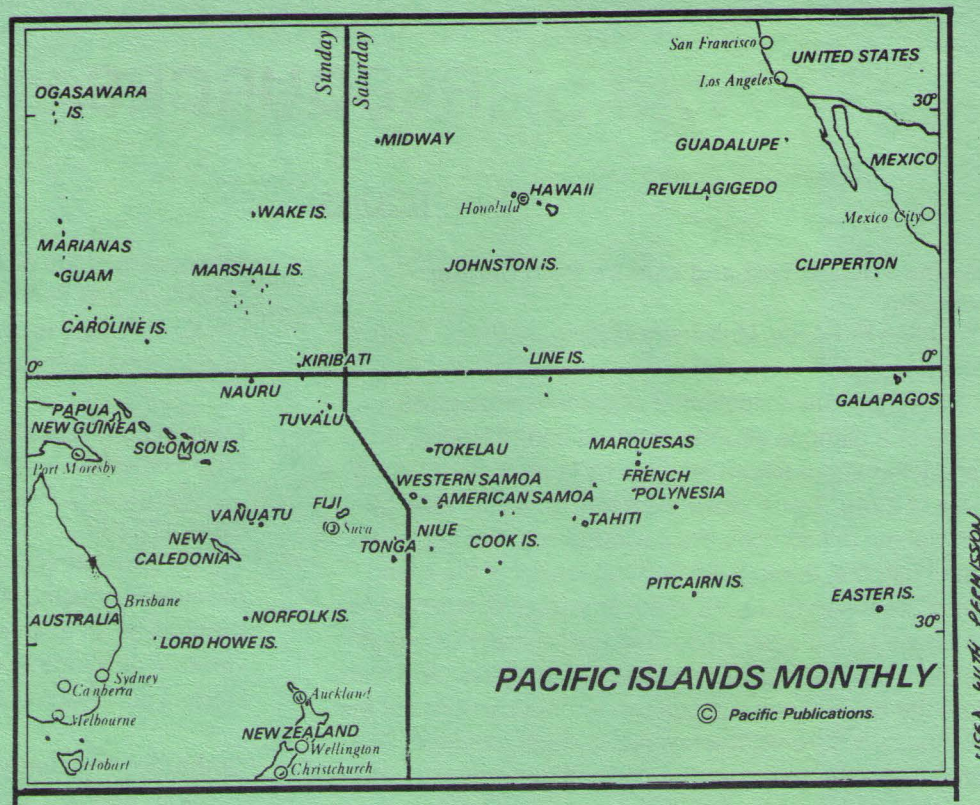 Sunday
Saturday
San Francisco
UNITED STATES
Los Angeles
OGASAWARA
IS.
30°
MIDWAY
GUADALUPE
MEXICO
HAWAII
REVILLAGIGEDO
Honolulu
WAKE IS.
Mexico City
MARIANAS
GUAM
MARSHALL IS.
JOHNSTON IS.
CLIPPERTON
CAROLINE IS.
0°
KIRIBATI
LINE IS.
0°
NAURU
GALAPAGOS
PAPUA
NEW GUINEA
TUVALU
SOLOMON IS.
Port Moresby
TOKELAU
MARQUESAS
WESTERN SAMOA
FRENCH
POLYNESIA
AMERICAN SAMOA
VANUATU
FIJI
Suva
TAHITI
NIUE
NEW
CALEDONIA
TONGA
COOK IS.
PITCAIRN IS.
EASTER IS.
Brisbane
AUSTRALIA
NORFOLK IS.
30°
LORD HOWE IS.
Sydney
Canberra
Auckland
PACIFIC ISLANDS MONTHLY
Melbourne
© Pacific Publications.
NEW ZEALAND
Wellington
Hobart
Christchurch
USED WITH PERMISSION